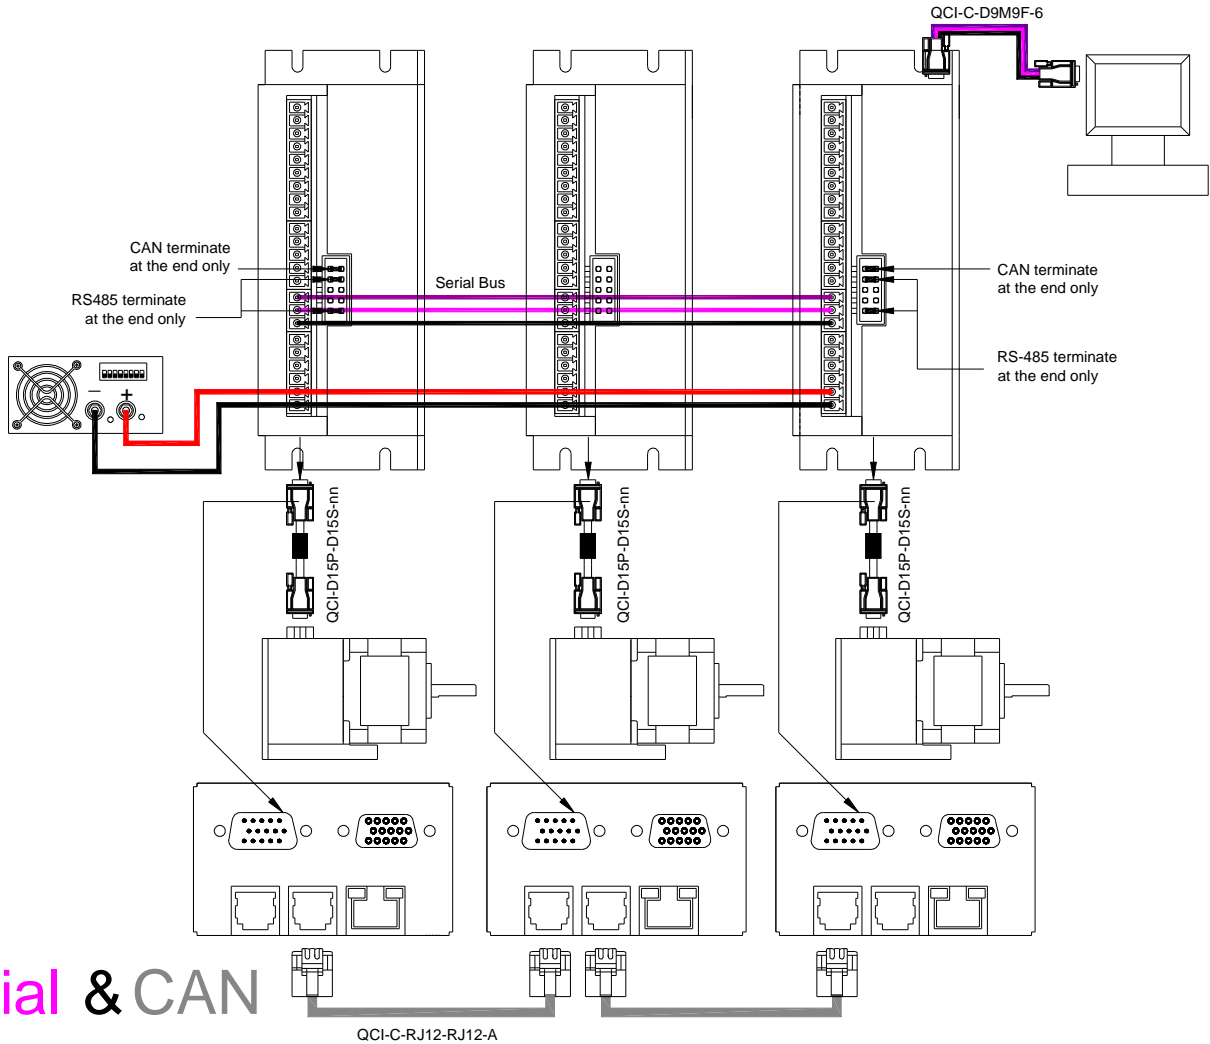 QCI-C-D9M9F-6
CAN terminate
at the end only
RS485 terminate
at the end only
Serial Bus
CAN terminate
at the end only
RS-485 terminate
at the end only
− +
QCI-D15P-D15S-nn
QCI-D15P-D15S-nn
QCI-D15P-D15S-nn
ial & CAN
QCI-C-RJ12-RJ12-A